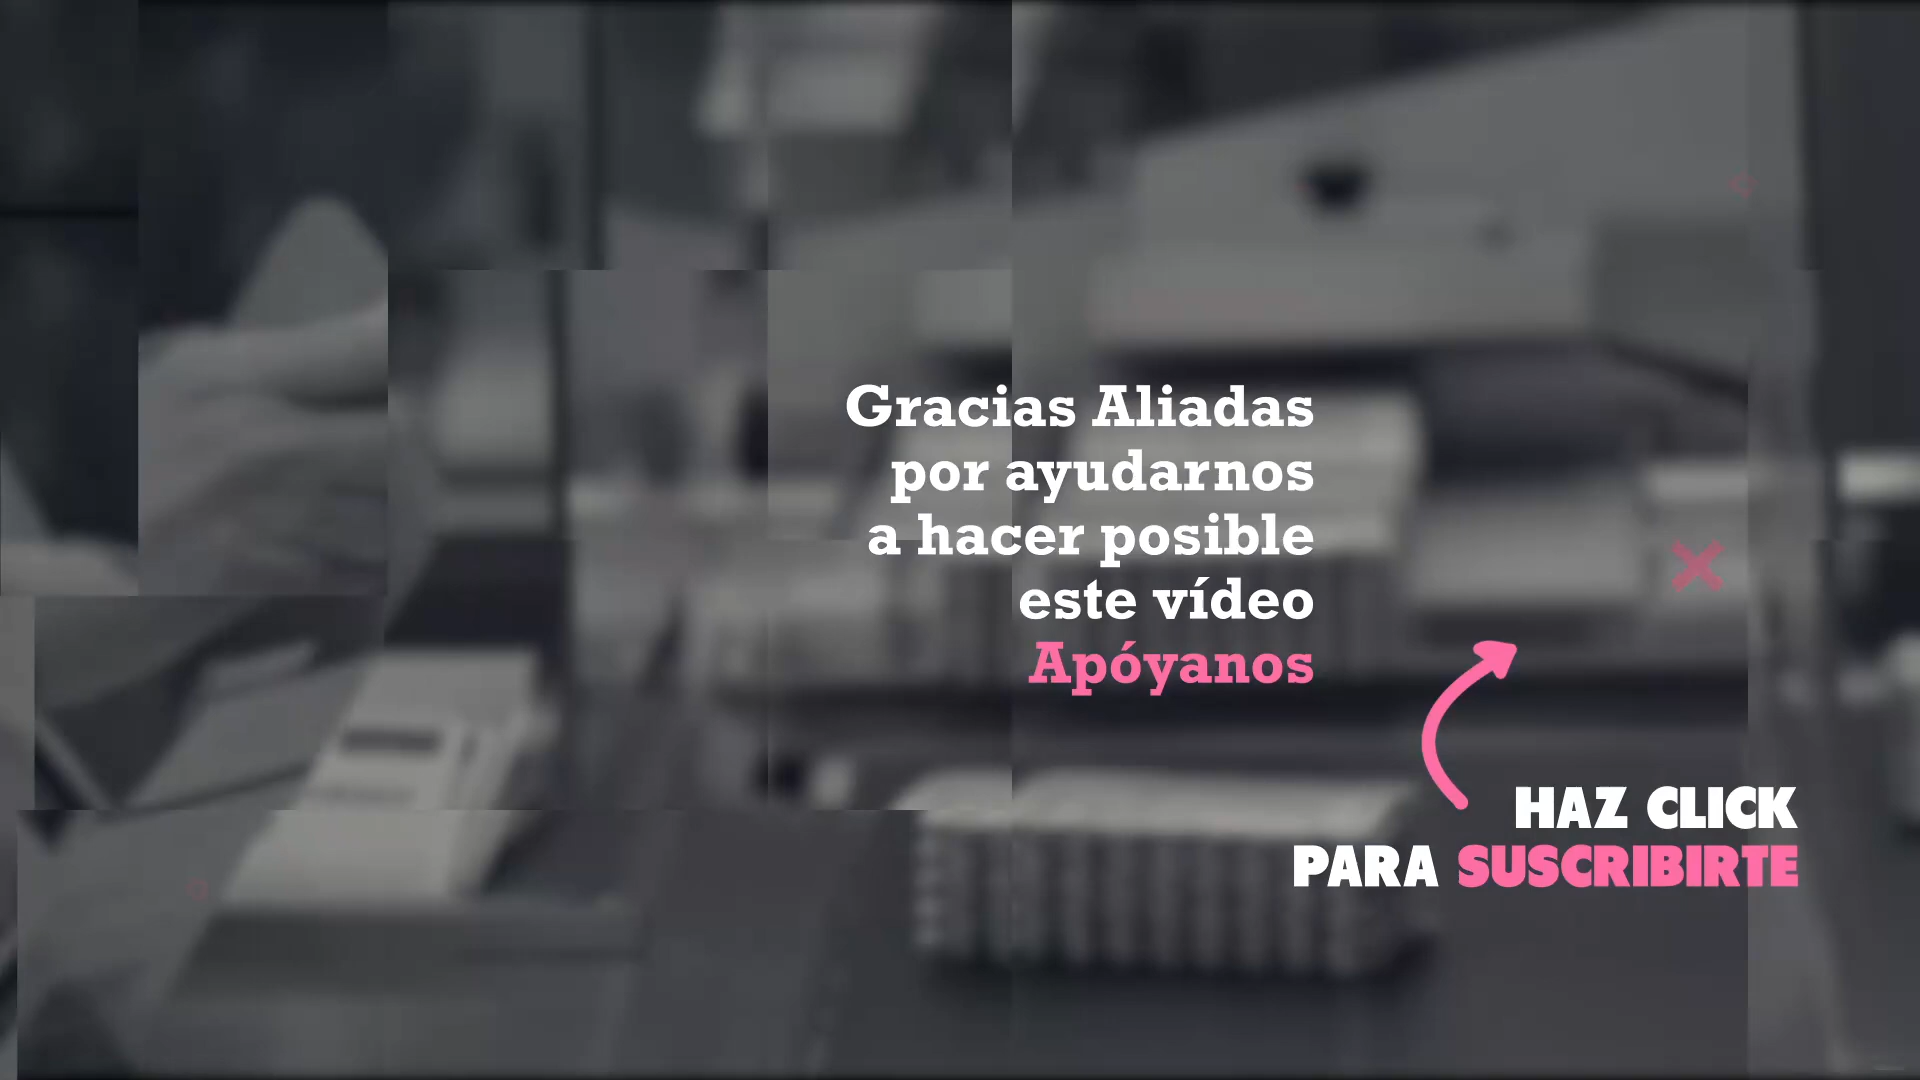 Gracias Aliadas
por ayudarnos
a hacer posible
este vídeo
Apóyanos
HAZ CLICK
PARA SUSCRIBIRTE